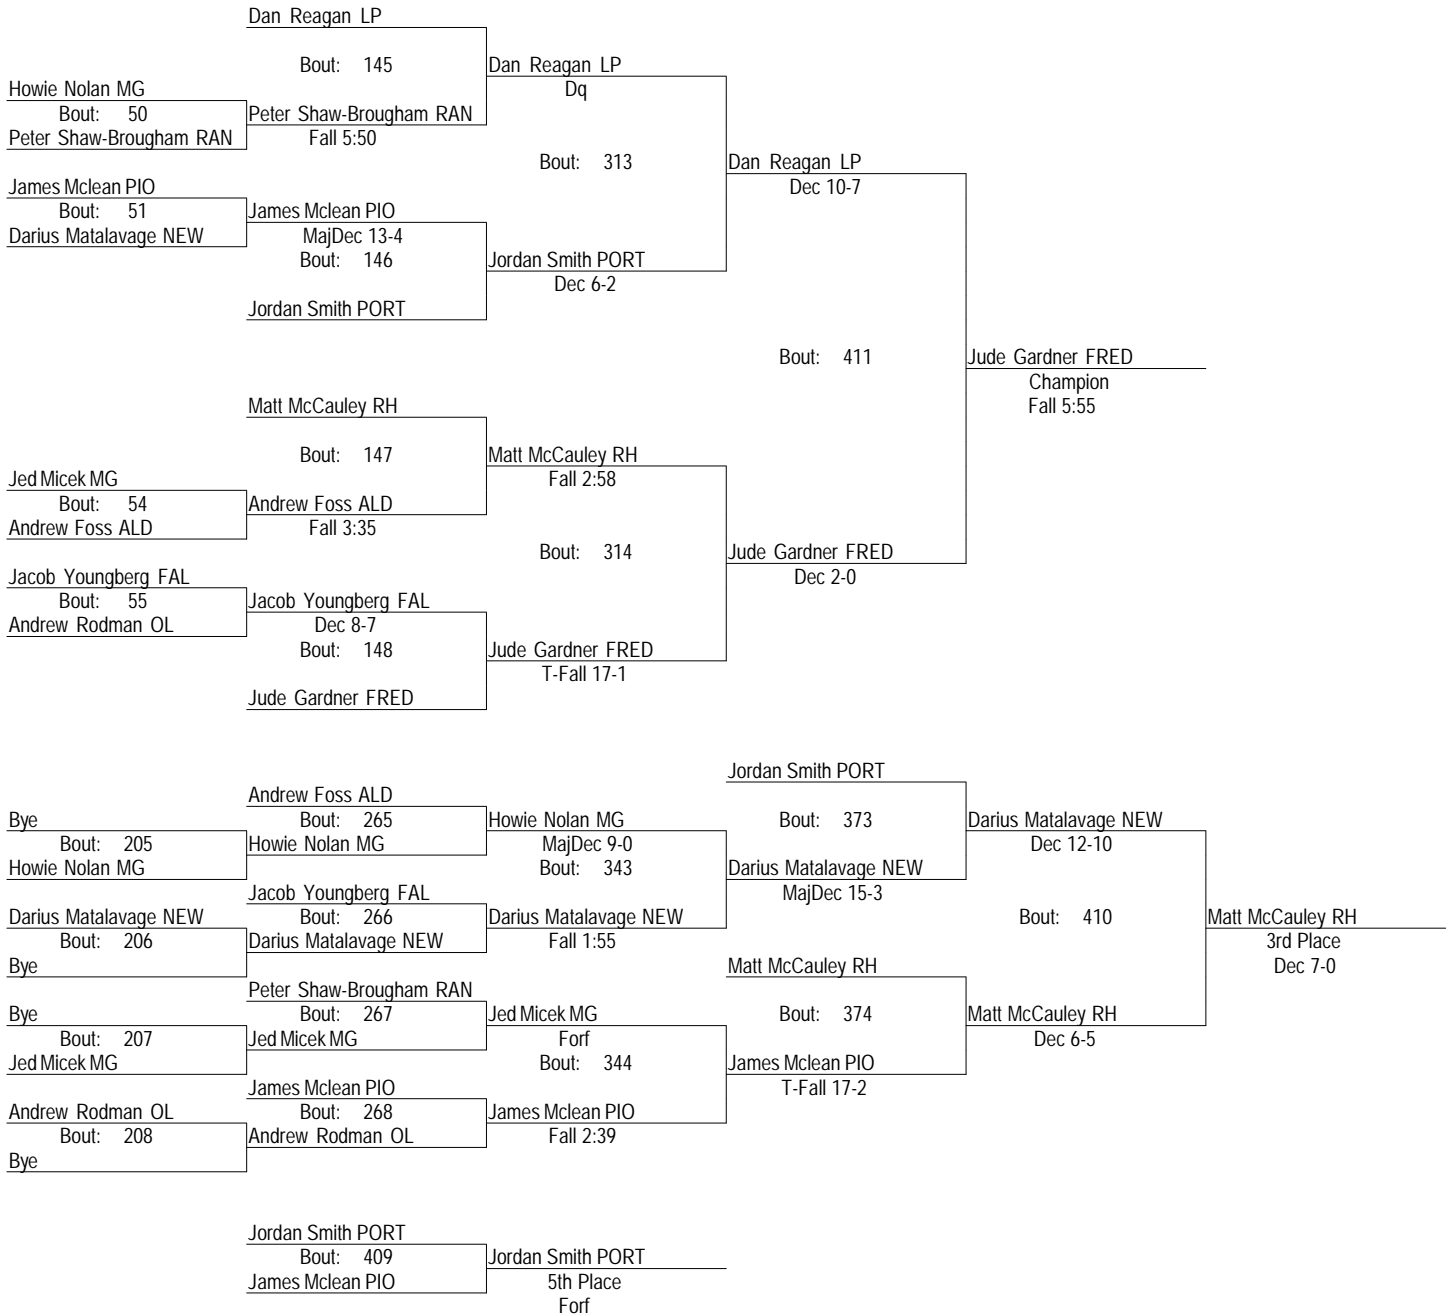 Dan Reagan LP
Bout: 145
Dan Reagan LP
Dq
Howie Nolan MG
Bout: 50
Peter Shaw-Brougham RAN
Peter Shaw-Brougham RAN
Fall 5:50
Bout: 313
Dan Reagan LP
Dec 10-7
James Mclean PIO
Bout: 51
Darius Matalavage NEW
James Mclean PIO
MajDec 13-4
Bout: 146
Jordan Smith PORT
Dec 6-2
Jordan Smith PORT
Bout: 411
Jude Gardner FRED
Champion
Fall 5:55
Matt McCauley RH
Bout: 147
Matt McCauley RH
Fall 2:58
Jed Micek MG
Bout: 54
Andrew Foss ALD
Andrew Foss ALD
Fall 3:35
Bout: 314
Jude Gardner FRED
Dec 2-0
Jacob Youngberg FAL
Bout: 55
Andrew Rodman OL
Jacob Youngberg FAL
Dec 8-7
Bout: 148
Jude Gardner FRED
T-Fall 17-1
Jude Gardner FRED
Jordan Smith PORT
Andrew Foss ALD
Bye
Bout: 205
Howie Nolan MG
Bout: 265
Howie Nolan MG
Howie Nolan MG
MajDec 9-0
Bout: 343
Bout: 373
Darius Matalavage NEW
Dec 12-10
Darius Matalavage NEW
MajDec 15-3
Jacob Youngberg FAL
Darius Matalavage NEW
Bout: 206
Bye
Bout: 266
Darius Matalavage NEW
Darius Matalavage NEW
Fall 1:55
Bout: 410
Matt McCauley RH
3rd Place
Dec 7-0
Matt McCauley RH
Peter Shaw-Brougham RAN
Bye
Bout: 207
Jed Micek MG
Bout: 267
Jed Micek MG
Jed Micek MG
Forf
Bout: 344
Bout: 374
Matt McCauley RH
Dec 6-5
James Mclean PIO
T-Fall 17-2
James Mclean PIO
Andrew Rodman OL
Bout: 208
Bye
Bout: 268
Andrew Rodman OL
James Mclean PIO
Fall 2:39
Jordan Smith PORT
Bout: 409
James Mclean PIO
Jordan Smith PORT
5th Place
Forf